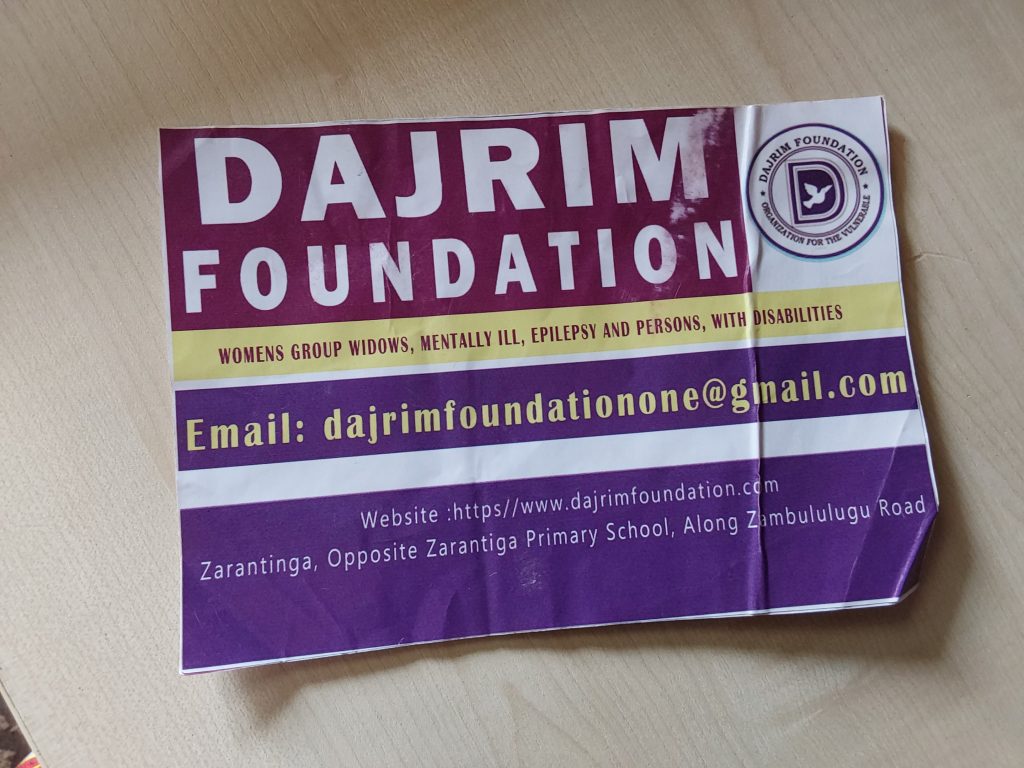 DAJRIM
FOUNDATION
DAJRIM FOUNDATION
ORGANIZATION FOR THE VULNERABLE
D
WOMENS GROUP WIDOWS, MENTALLY ILL, EPILEPSY AND PERSONS, WITH DISABILITIES
Email: dajrimfoundationone@gmail.com
Website :https//www.dajrimfoundation.com
Zarantinga, Opposite Zarantiga Primary School, Along Zambululugu Road